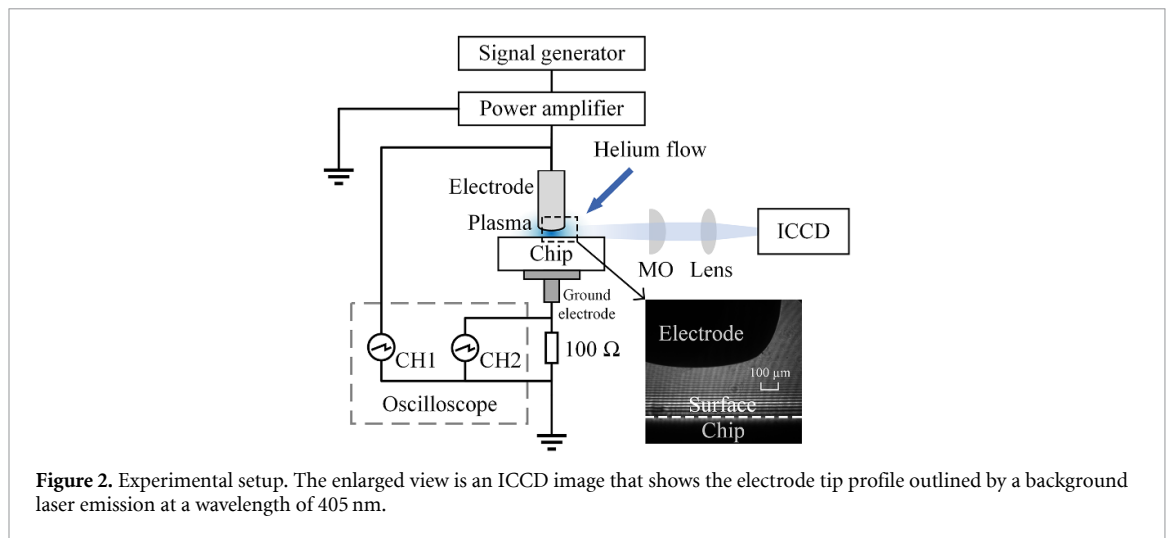 Signal generator
Power amplifier
Helium flow
Electrode
Plasma
Chip
ICCD
MO
Lens
Ground
electrode
CH1
CH2
100 Ω
Oscilloscope
Electrode
100 μm
Surface
Chip
Figure 2. Experimental setup. The enlarged view is an ICCD image that shows the electrode tip profile outlined by a background
laser emission at a wavelength of 405 nm.